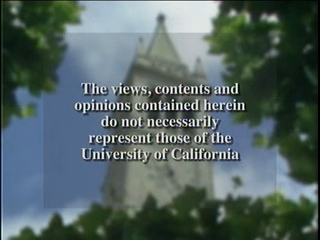 The views, contents and
opinions contained herein
do not necessarily
represent those of the
University of California